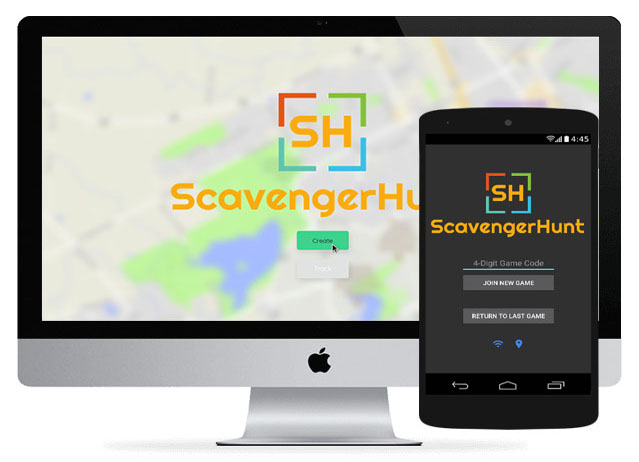 SH
ScavengerHu
Create
Track
4:45
SH
ScavengerHunt
4-Digit Game Code
JOIN NEW GAME
RETURN TO LAST GAME